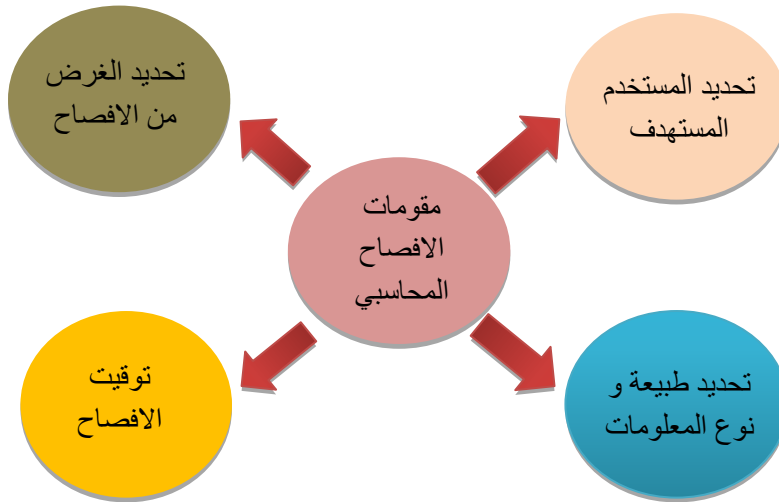 تحديد المستخدم
المستهدف
تحديد الغرض
من الافصاح
مقومات
الافصاح
المحاسبي
تحديد طبيعة و
نوع المعلومات
توقيت
الافصاح